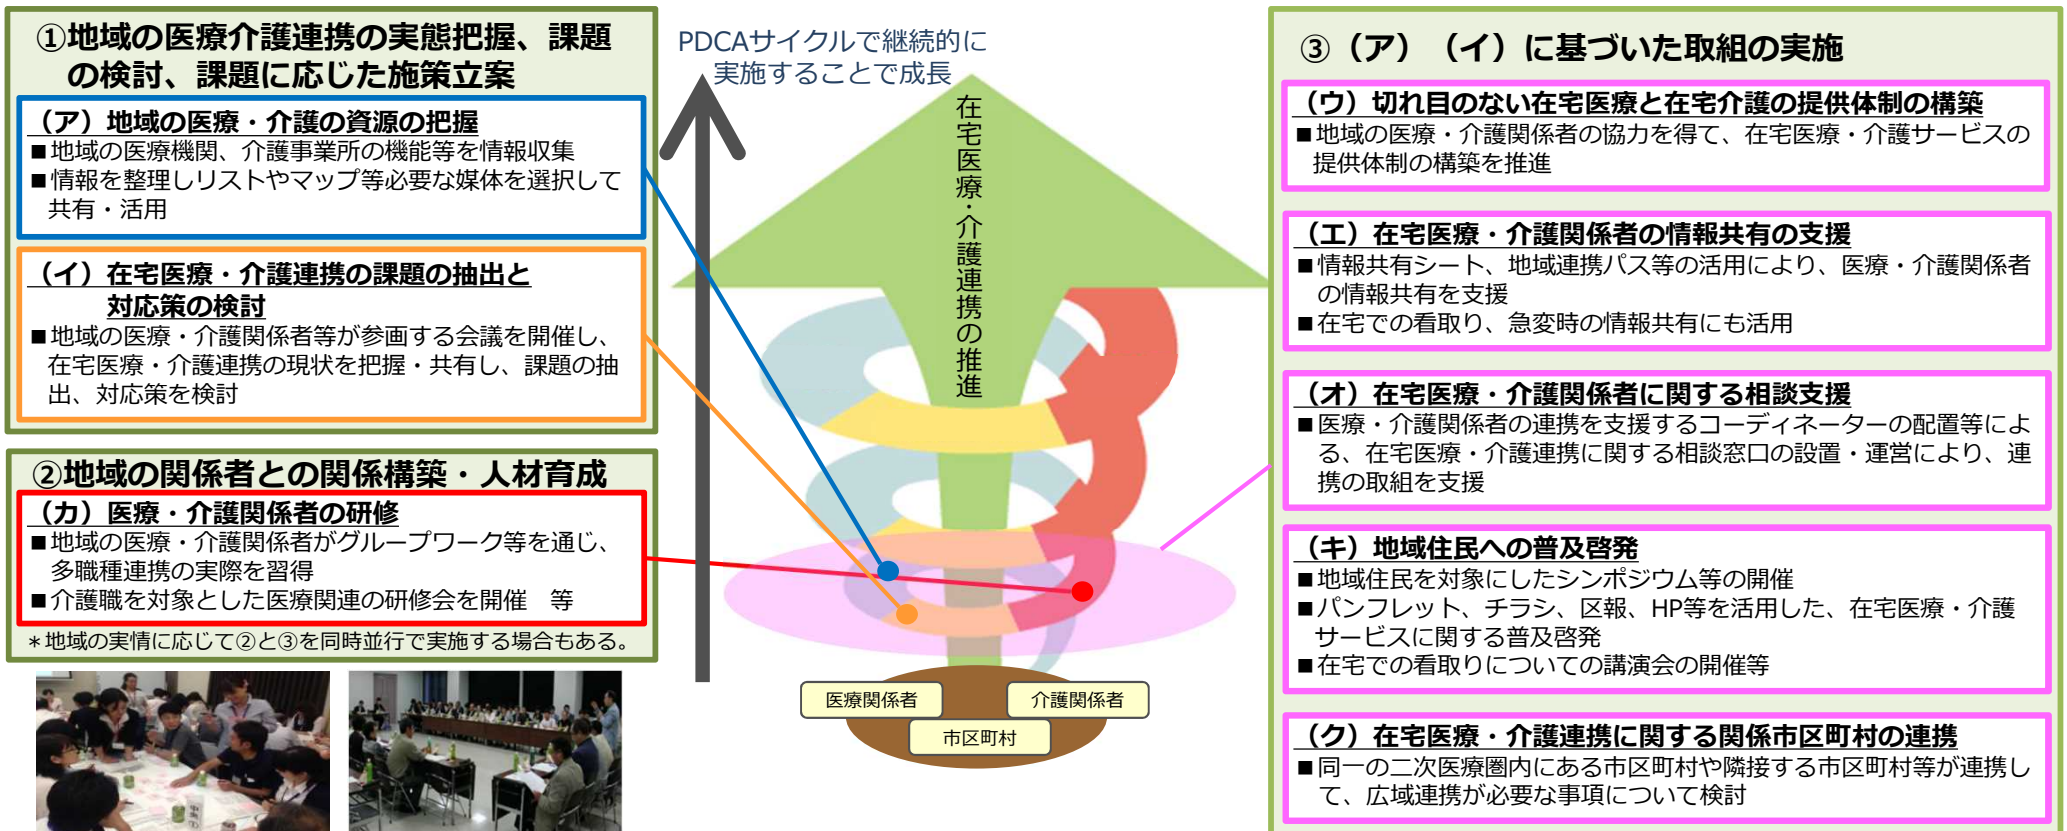 ①地域の医療介護連携の実態把握、課題
の検討、課題に応じた施策立案
（ア）地域の医療・介護の資源の把握
■地域の医療機関、介護事業所の機能等を情報収集
■情報を整理しリストやマップ等必要な媒体を選択して
共有・活用
（イ）在宅医療・介護連携の課題の抽出と
対応策の検討
■地域の医療・介護関係者等が参画する会議を開催し、
在宅医療・介護連携の現状を把握・共有し、課題の抽
出、対応策を検討
②地域の関係者との関係構築・人材育成
（カ）医療・介護関係者の研修
■地域の医療・介護関係者がグループワーク等を通じ、
多職種連携の実際を習得
■介護職を対象とした医療関連の研修会を開催　等
＊地域の実情に応じて②と③を同時並行で実施する場合もある。
PDCAサイクルで継続的に
実施することで成長
在宅医療・介護連携の推進
医療関係者
介護関係者
市区町村
③（ア）（イ）に基づいた取組の実施
（ウ）切れ目のない在宅医療と在宅介護の提供体制の構築
■地域の医療・介護関係者の協力を得て、在宅医療・介護サービスの
提供体制の構築を推進
（エ）在宅医療・介護関係者の情報共有の支援
■情報共有シート、地域連携パス等の活用により、医療・介護関係者
の情報共有を支援
■在宅での看取り、急変時の情報共有にも活用
（オ）在宅医療・介護関係者に関する相談支援
■医療・介護関係者の連携を支援するコーディネーターの配置等によ
る、在宅医療・介護連携に関する相談窓口の設置・運営により、連
携の取組を支援
（キ）地域住民への普及啓発
■地域住民を対象にしたシンポジウム等の開催
■パンフレット、チラシ、区報、HP等を活用した、在宅医療・介護
サービスに関する普及啓発
■在宅での看取りについての講演会の開催等
（ク）在宅医療・介護連携に関する関係市区町村の連携
■同一の二次医療圏内にある市区町村や隣接する市区町村等が連携し
て、広域連携が必要な事項について検討